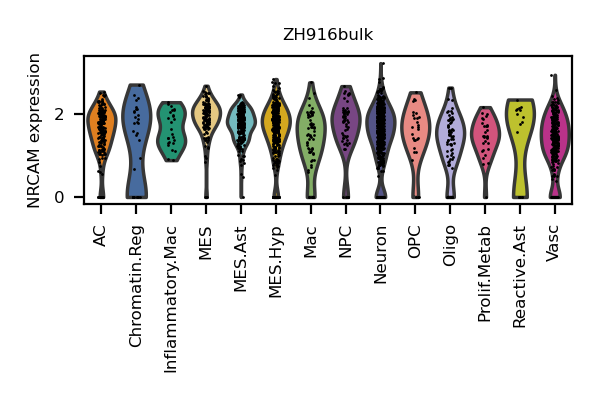 ZH916bulk
NRCAM expression
2
0
AC
Chromatin.Reg
Inflammatory.Mac
MES
MES.Ast
MES.Hyp
Mac
NPC
Neuron
OPC
Oligo
Prolif.Metab
Reactive.Ast
Vasc